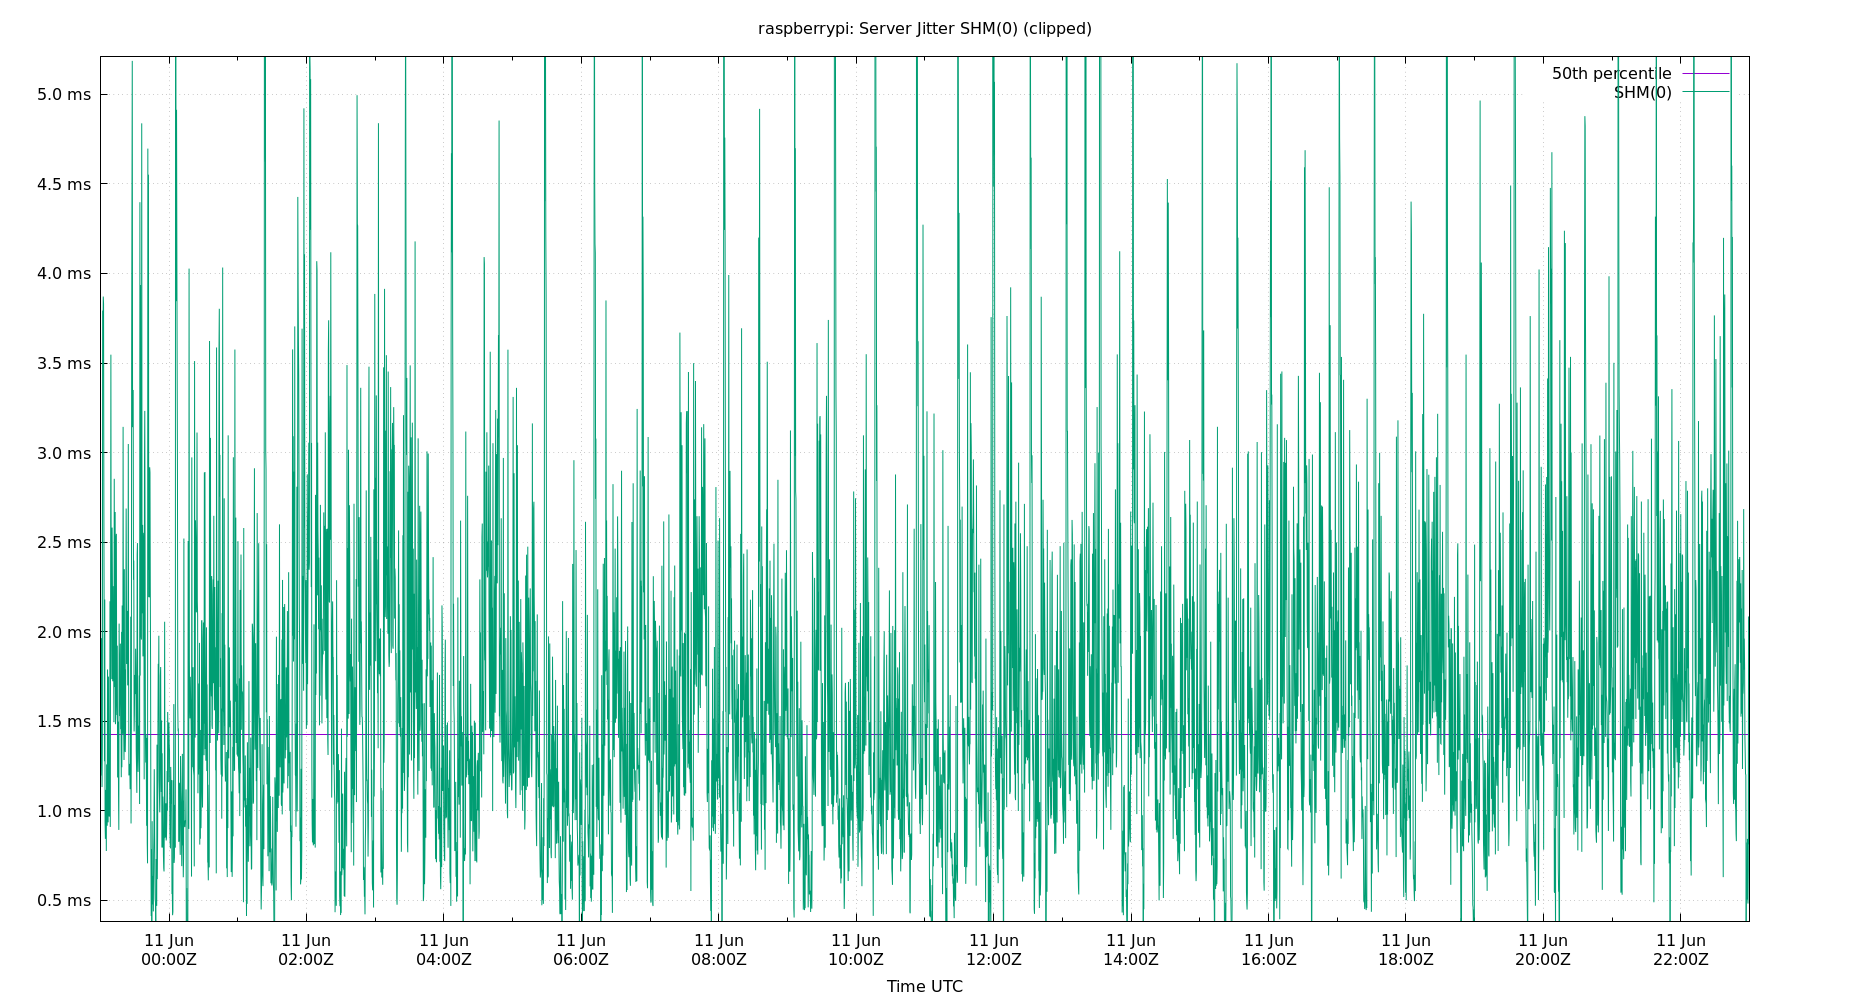 raspberrypi: Server Jitter SHM(0) (clipped)
50th percentile
SHM(0)
5.0 ms
4.5 ms
4.0 ms
3.5 ms
3.0 ms
2.5 ms
2.0 ms
1.5 ms
1.0 ms
0.5 ms
11 Jun 11 Jun 11 Jun 11 Jun 11 Jun 11 Jun 11 Jun 11 Jun 11 Jun 11 Jun 11 Jun 11 Jun
00:00Z 02:00Z 04:00Z 06:00Z 08:00Z 10:00Z 12:00Z 14:00Z 16:00Z 18:00Z 20:00Z 22:00Z
Time UTC